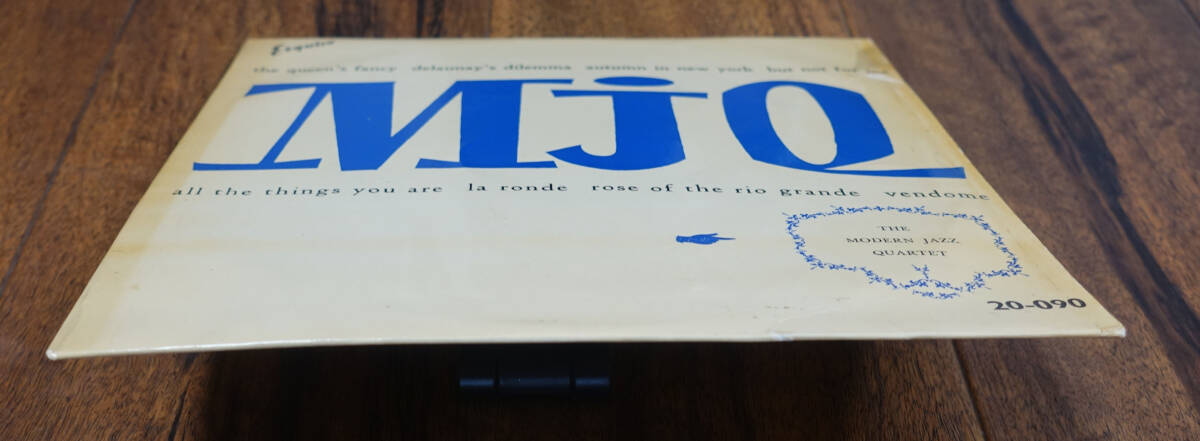 Esquire
the queen's fancy delaunay's dilemma autumn in new york but not for
MJQ
all the things you are la ronde rose of the rio grande vendome
THE
MODERN JAZZ
QUARTET
20-090